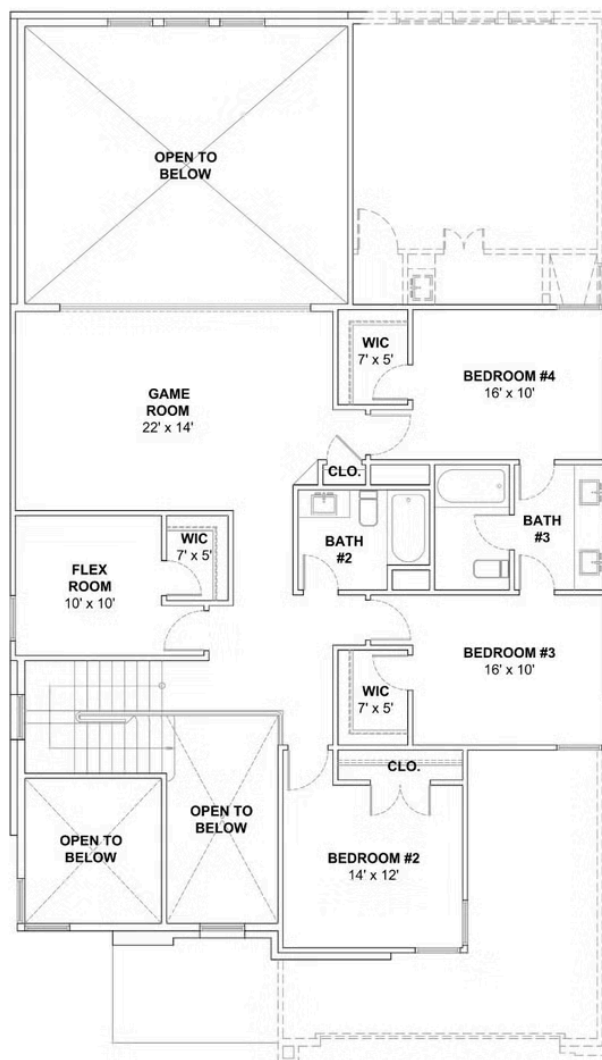 OPEN TO
BELOW
WIC
7' x 5'
BEDROOM #4
16' x 10'
GAME
ROOM
22' x 14'
CLO.
BATH
#2
BATH
#3
WIC
7' x 5'
FLEX
ROOM
10' x 10'
BEDROOM #3
16' x 10'
WIC
7' x 5'
CLO.
OPEN TO
BELOW
OPEN TO
BELOW
BEDROOM #2
14' x 12'